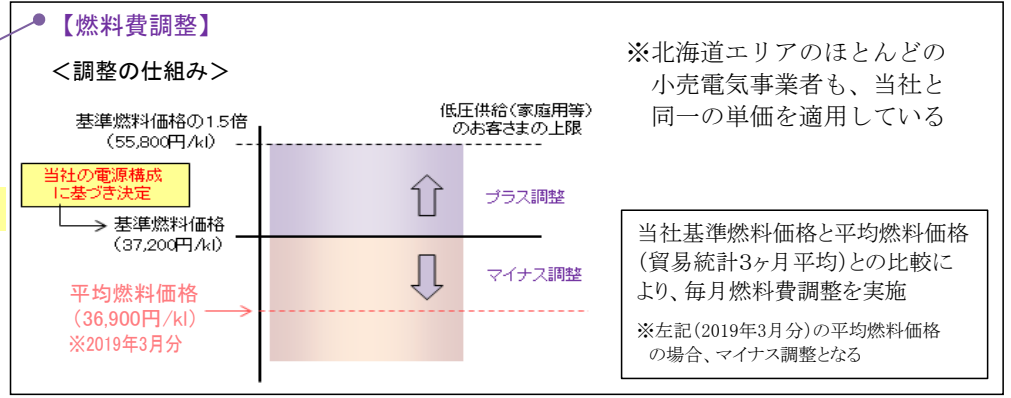 【燃料費調整】
＜調整の仕組み＞
※北海道エリアのほとんどの
小売電気事業者も、当社と
同一の単価を適用している
低圧供給(家庭用等)
のお客さまの上限
基準燃料価格の1.5倍
(55,800円/kl)
当社の電源構成
に基づき決定
プラス調整
基準燃料価格
(37,200円/kl)
マイナス調整
平均燃料価格
(36,900円/kl)
※2019年3月分
当社基準燃料価格と平均燃料価格
(貿易統計3ヶ月平均)との比較に
より、毎月燃料費調整を実施
※左記(2019年3月分)の平均燃料価格
の場合、マイナス調整となる